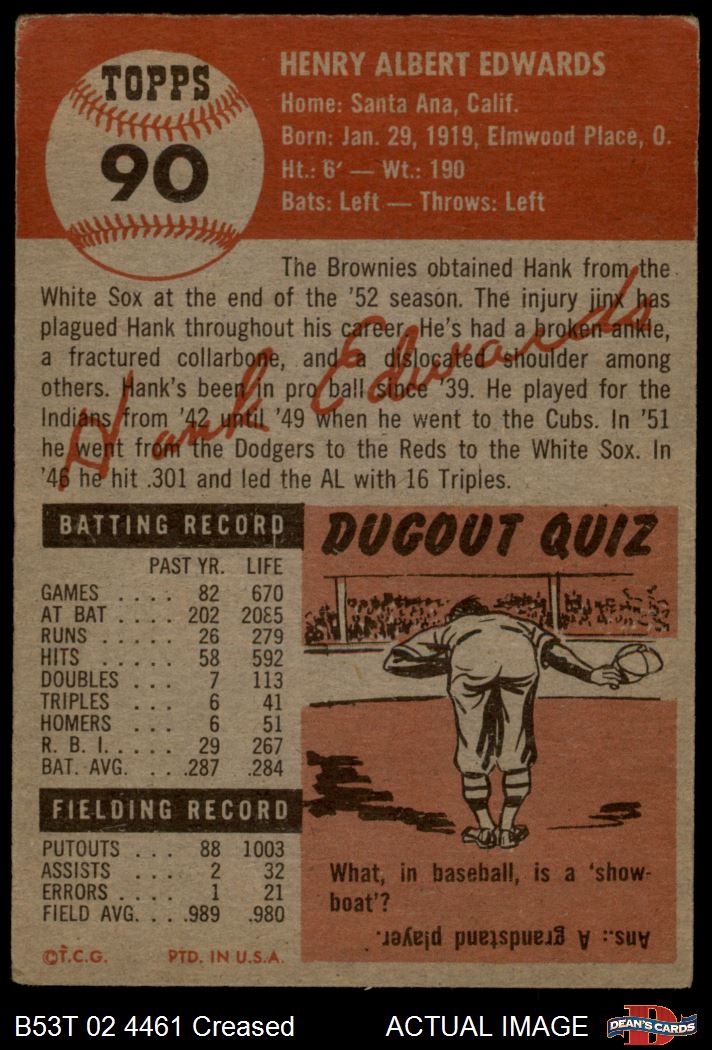 TOPPS
90
HENRY ALBERT EDWARDS
Home: Santa Ana, Calif.
Born: Jan. 29, 1919, Elmwood Place, O.
Ht.: 6' — Wt.: 190
Bats: Left — Throws: Left
The Brownies obtained Hank from the
White Sox at the end of the '52 season. The injury jinx has
plagued Hank throughout his career. He's had a broken ankle,
a fractured collarbone, and a dislocated shoulder among
others. Hank's been in pro ball since '39. He played for the
Indians from '42 until '49 when he went to the Cubs. In '51
he went from the Dodgers to the Reds to the White Sox. In
'46 he hit .301 and led the AL with 16 Triples.
Hank Edwards
BATTING RECORD
PAST YR. LIFE
GAMES . . . . 82 670
AT BAT . . . . 202 2085
RUNS . . . . 26 279
HITS . . . . . 58 592
DOUBLES . . . 7 113
TRIPLES . . . 6 41
HOMERS . . . 6 51
R. B. I. . . . . 29 267
BAT. AVG. . . .287 .284
FIELDING RECORD
PUTOUTS . . . 88 1003
ASSISTS . . . 2 32
ERRORS . . . . 1 21
FIELD AVG. . . .989 .980
©T.C.G. PTD. IN U.S.A.
DUGOUT QUIZ
What, in baseball, is a 'show-
boat'?
Ans.: A grandstand player.
B53T 02 4461 Creased ACTUAL IMAGE
DEAN'S CARDS